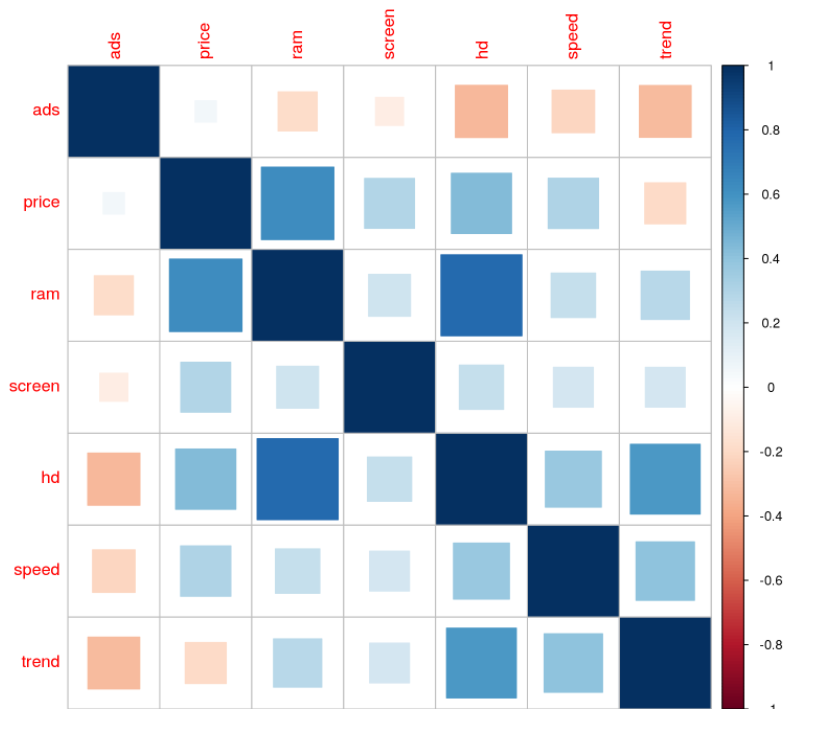 ads price ram screen hd speed trend
ads
price
ram
screen
hd
speed
trend
1
0.8
0.6
0.4
0.2
0
-0.2
-0.4
-0.6
-0.8